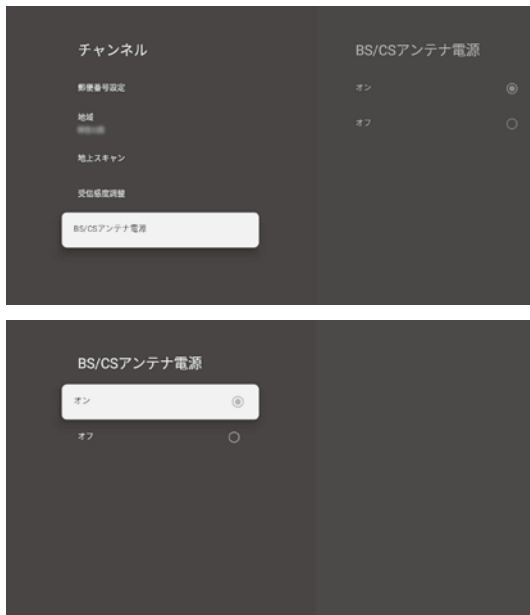 チャンネル
郵便番号設定
地域
地上スキャン
受信感度調整
BS/CSアンテナ電源
BS/CSアンテナ電源
オン
オフ
BS/CSアンテナ電源
オン
オフ